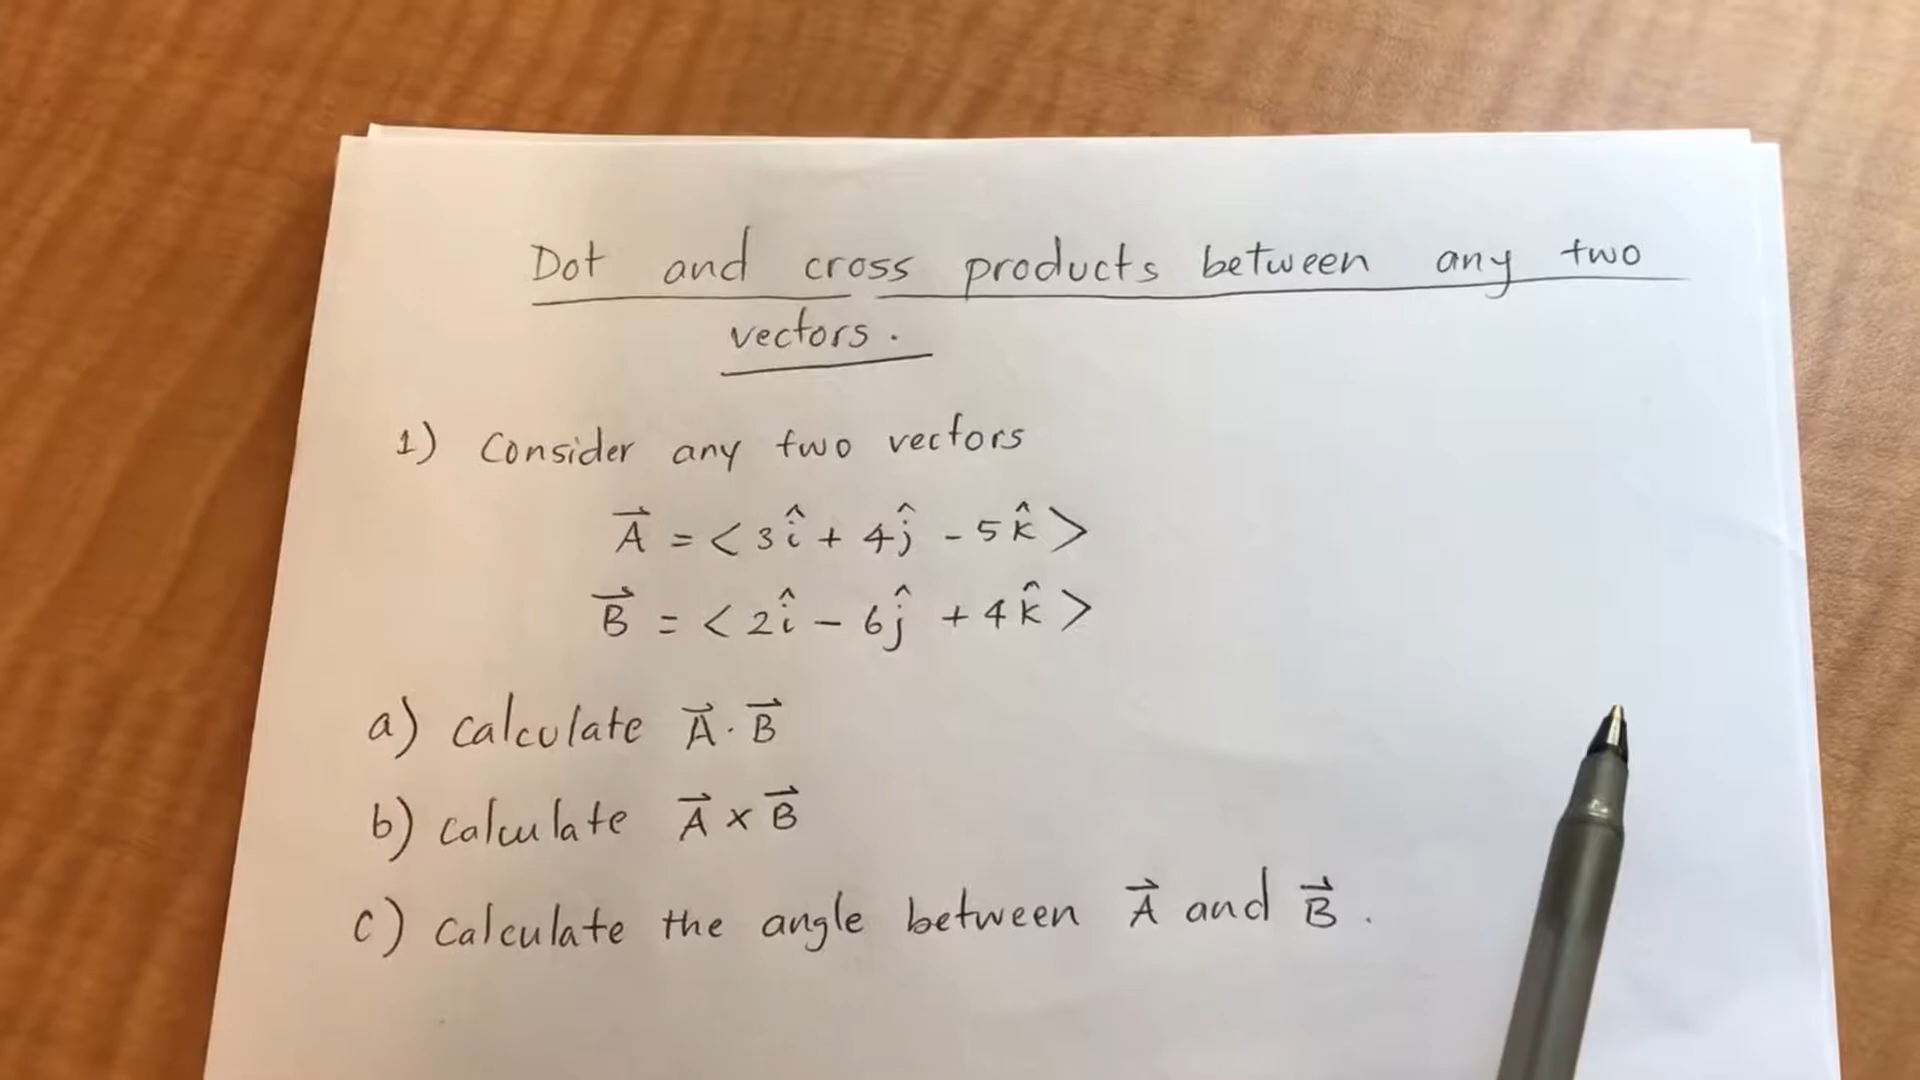 Dot and cross products between any two
vectors.
1) Consider any two vectors
A⃗ = < 3î + 4ĵ - 5k̂ >
B⃗ = < 2î - 6ĵ + 4k̂ >
a) calculate A⃗ · B⃗
b) calculate A⃗ × B⃗
c) calculate the angle between A⃗ and B⃗ .